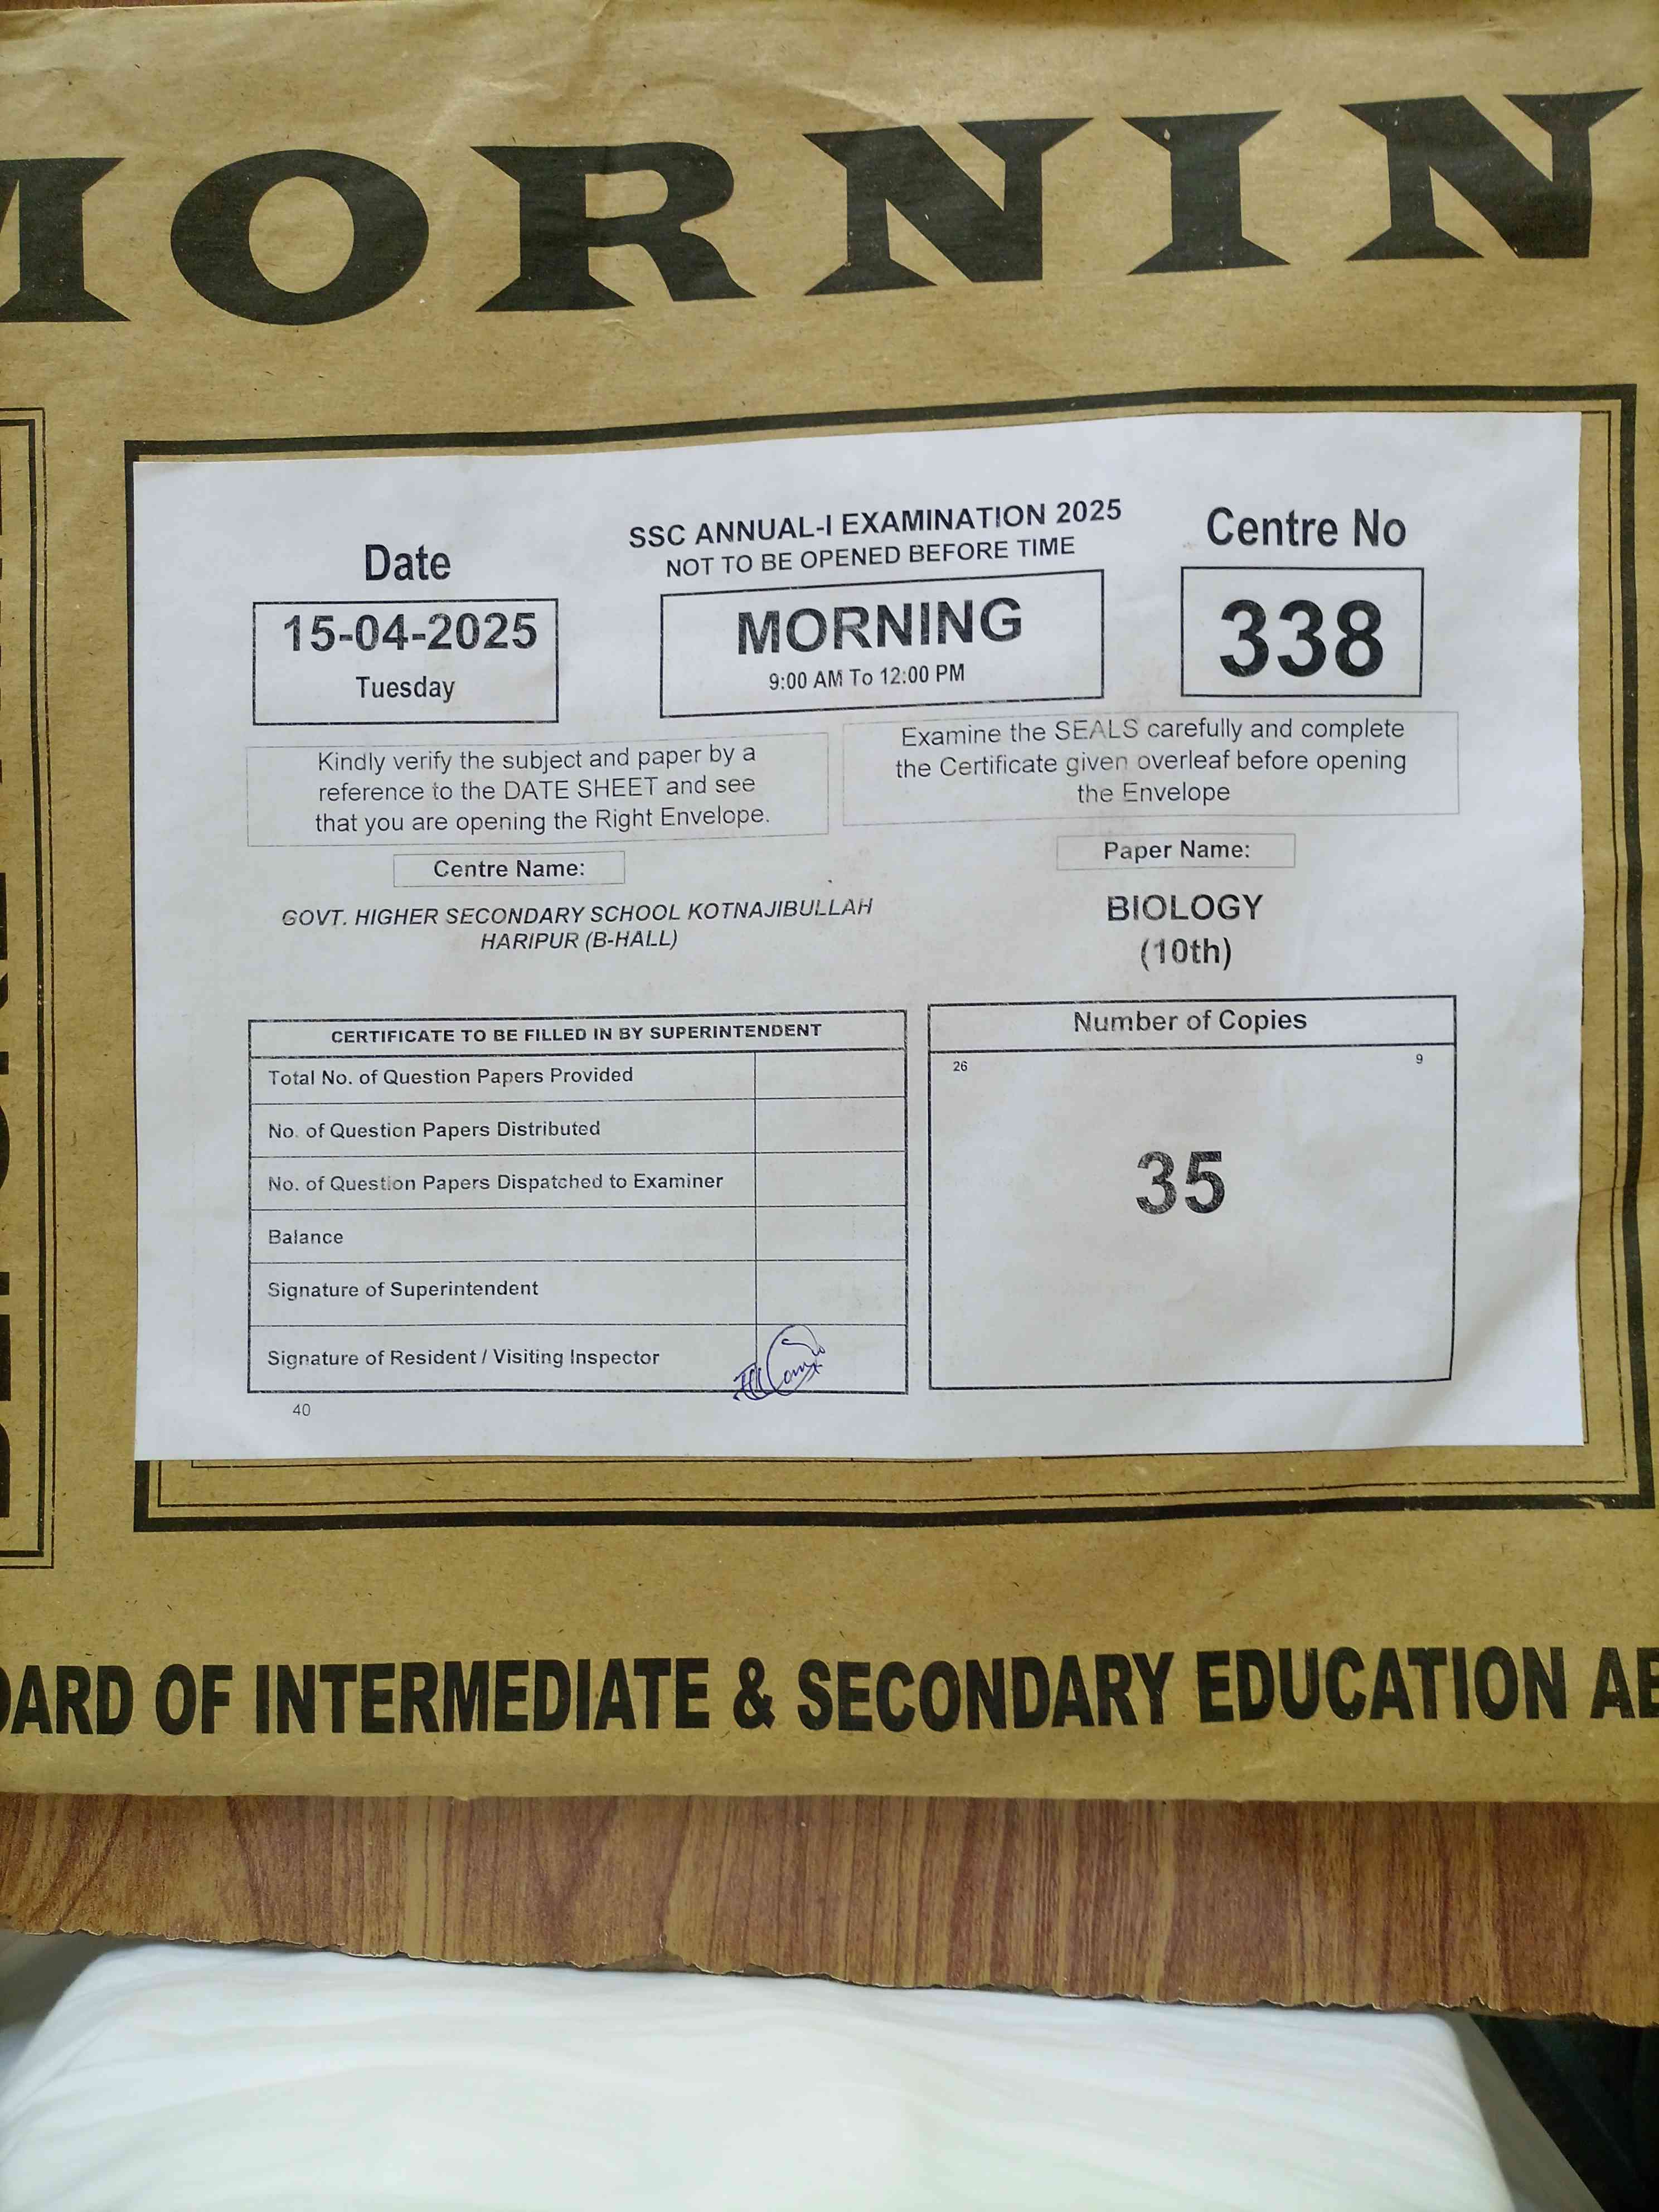 MORNIN
SSC ANNUAL-I EXAMINATION 2025
NOT TO BE OPENED BEFORE TIME
Date
15-04-2025
Tuesday
MORNING
9:00 AM To 12:00 PM
Centre No
338
Kindly verify the subject and paper by a
reference to the DATE SHEET and see
that you are opening the Right Envelope.
Examine the SEALS carefully and complete
the Certificate given overleaf before opening
the Envelope
Centre Name:
GOVT. HIGHER SECONDARY SCHOOL KOTNAJIBULLAH
HARIPUR (B-HALL)
Paper Name:
BIOLOGY
(10th)
CERTIFICATE TO BE FILLED IN BY SUPERINTENDENT
Total No. of Question Papers Provided
No. of Question Papers Distributed
No. of Question Papers Dispatched to Examiner
Balance
Signature of Superintendent
Signature of Resident / Visiting Inspector
40
Number of Copies
26 9
35
OARD OF INTERMEDIATE & SECONDARY EDUCATION AB